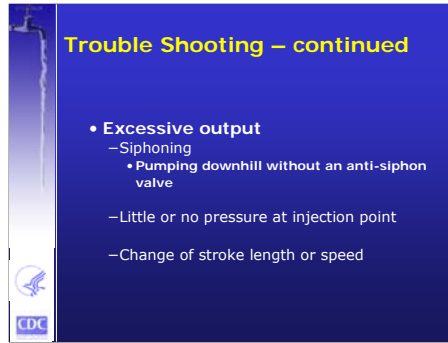 Trouble Shooting – continued
• Excessive output
–Siphoning
• Pumping downhill without an anti-siphon
valve
–Little or no pressure at injection point
–Change of stroke length or speed
CDC